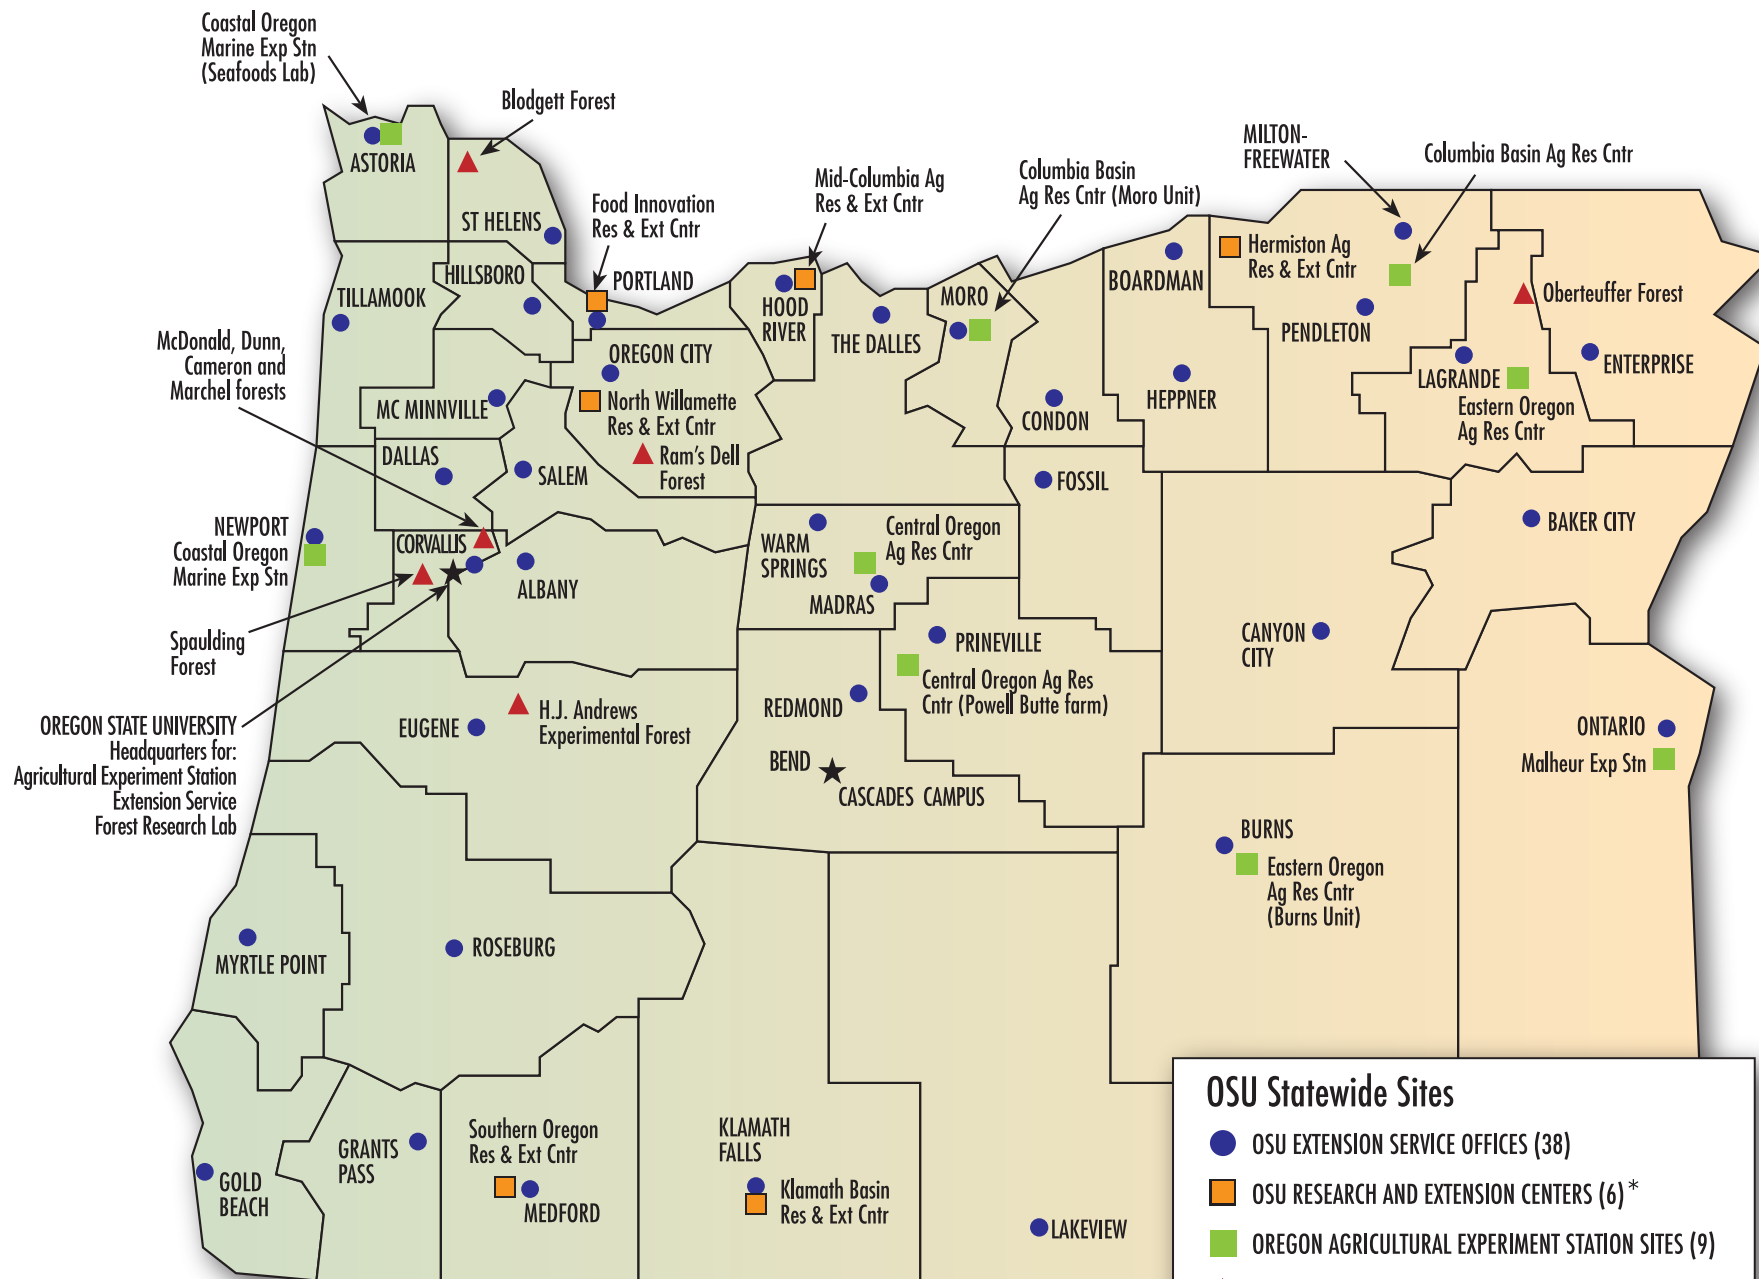 Coastal Oregon
Marine Exp Stn
(Seafoods Lab)
Blodgett Forest
ASTORIA
ST HELENS
Food Innovation
Res & Ext Cntr
Mid-Columbia Ag
Res & Ext Cntr
Columbia Basin
Ag Res Cntr (Moro Unit)
MILTON-
FREEWATER
Columbia Basin Ag Res Cntr
Hermiston Ag
Res & Ext Cntr
HILLSBORO
PORTLAND
TILLAMOOK
HOOD
RIVER
MORO
BOARDMAN
THE DALLES
PENDLETON
Oberteuffer Forest
McDonald, Dunn,
Cameron and
Marchel forests
OREGON CITY
MC MINNVILLE
North Willamette
Res & Ext Cntr
Ram's Dell
Forest
CONDON
HEPPNER
LAGRANDE
ENTERPRISE
Eastern Oregon
Ag Res Cntr
DALLAS
SALEM
FOSSIL
BAKER CITY
NEWPORT
Coastal Oregon
Marine Exp Stn
CORVALLIS
ALBANY
WARM
SPRINGS
Central Oregon
Ag Res Cntr
MADRAS
Spaulding
Forest
PRINEVILLE
Central Oregon Ag Res
Cntr (Powell Butte farm)
CANYON
CITY
OREGON STATE UNIVERSITY
Headquarters for:
Agricultural Experiment Station
Extension Service
Forest Research Lab
EUGENE
H.J. Andrews
Experimental Forest
REDMOND
BEND
CASCADES CAMPUS
ONTARIO
Malheur Exp Stn
BURNS
Eastern Oregon
Ag Res Cntr
(Burns Unit)
MYRTLE POINT
ROSEBURG
GOLD
BEACH
GRANTS
PASS
Southern Oregon
Res & Ext Cntr
MEDFORD
KLAMATH
FALLS
Klamath Basin
Res & Ext Cntr
LAKEVIEW
OSU Statewide Sites
OSU EXTENSION SERVICE OFFICES (38)
OSU RESEARCH AND EXTENSION CENTERS (6)*
OREGON AGRICULTURAL EXPERIMENT STATION SITES (9)